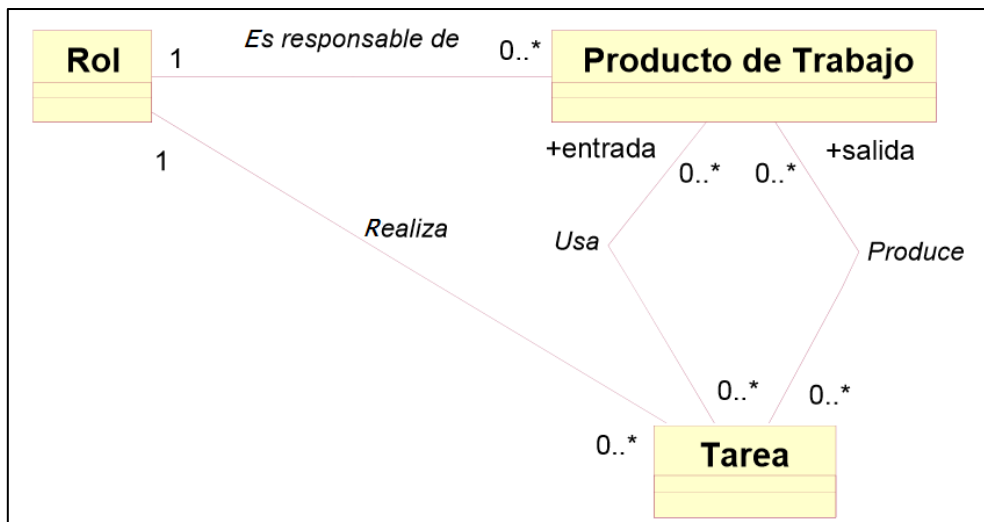 Rol
1
Es responsable de
0..*
Producto de Trabajo
1
+entrada
0..*
0..*
+salida
Realiza
Usa
Produce
0..*
0..*
0..*
Tarea